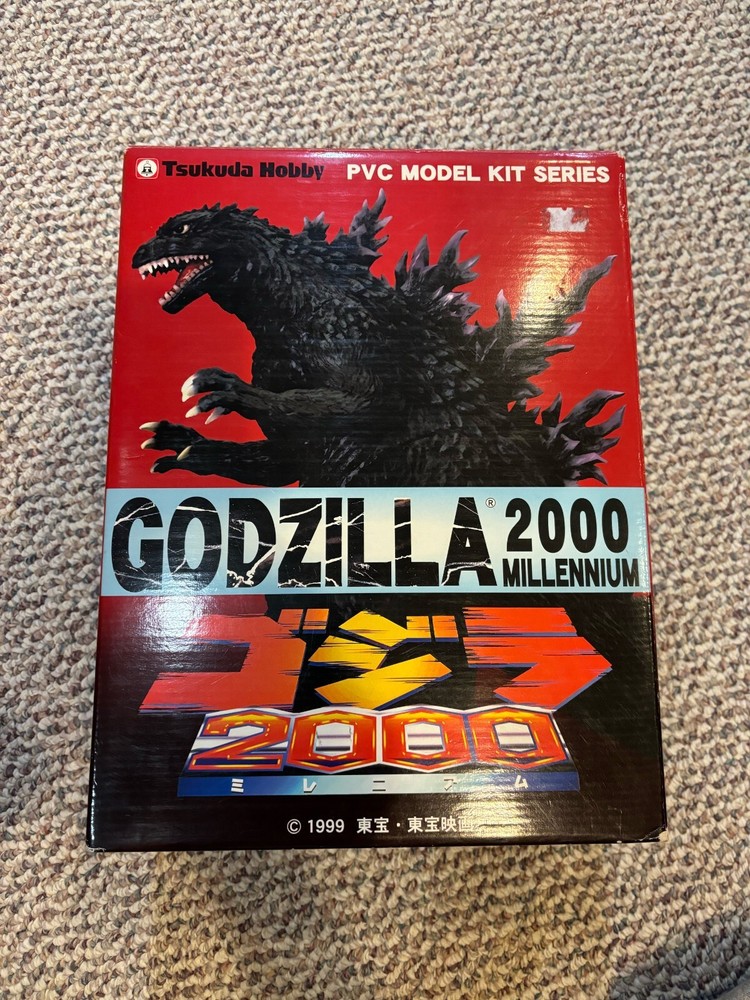 Tsukuda Hobby PVC MODEL KIT SERIES
GODZILLA® 2000
MILLENNIUM
ゴジラ
2000
ミレニアム
© 1999 東宝・東宝映画